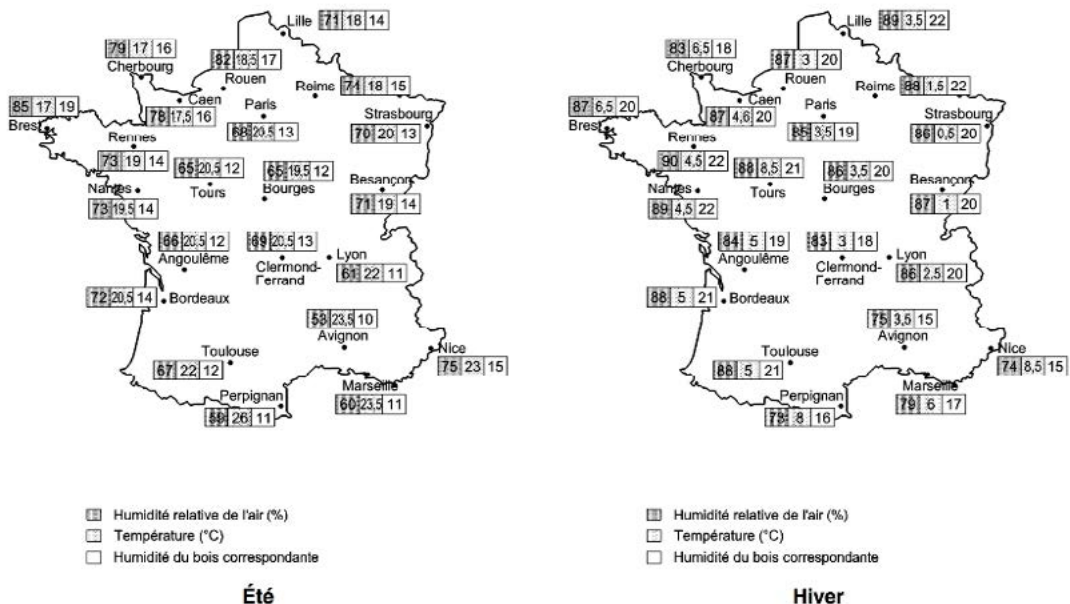 Lille 71 18 14
79 17 16
Cherbourg
82 18,5 17
Rouen
Reims 74 18 15
85 17 19
Brest
Caen
78 17,5 16
Paris
68 20,5 13
Strasbourg
70 20 13
Rennes
73 19 14
65 20,5 12
Tours
65 19,5 12
Bourges
Besançon
71 19 14
Nantes
73 19,5 14
66 20,5 12
Angoulême
69 20,5 13
Clermond-
Ferrand
Lyon
61 22 11
72 20,5 14 Bordeaux
53 23,5 10
Avignon
Toulouse
67 22 12
Nice
75 23 15
Marseille
60 23,5 11
Perpignan
59 26 11
Humidité relative de l'air (%)
Température (°C)
Humidité du bois correspondante
Été
Lille 89 3,5 22
83 6,5 18
Cherbourg
87 3 20
Rouen
Reims 88 1,5 22
87 6,5 20
Brest
Caen
87 4,6 20
Paris
85 3,5 19
Strasbourg
86 0,5 20
Rennes
90 4,5 22
88 8,5 21
Tours
86 3,5 20
Bourges
Besançon
87 1 20
Nantes
89 4,5 22
84 5 19
Angoulême
83 3 18
Clermond-
Ferrand
Lyon
86 2,5 20
88 5 21 Bordeaux
75 3,5 15
Avignon
Toulouse
88 5 21
Nice
74 8,5 15
Marseille
79 6 17
Perpignan
73 8 16
Humidité relative de l'air (%)
Température (°C)
Humidité du bois correspondante
Hiver